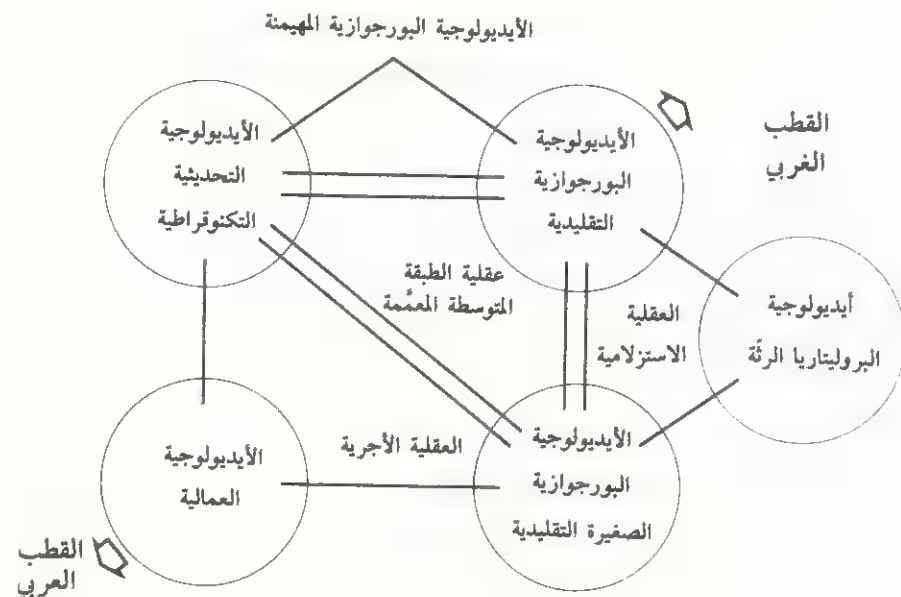 الأيديولوجية البورجوازية المهيمنة
القطب
الغربي
الأيديولوجية
البورجوازية
التقليدية
الأيديولوجية
التحديثية
التكنوقراطية
أيديولوجية
البروليتاريا الرثّة
العقلية
الاستزلامية
عقلية الطبقة
المتوسطة المعمَّمة
الأيديولوجية
البورجوازية
الصغيرة التقليدية
العقلية الأجرية
الأيديولوجية
العمالية
القطب
العربي